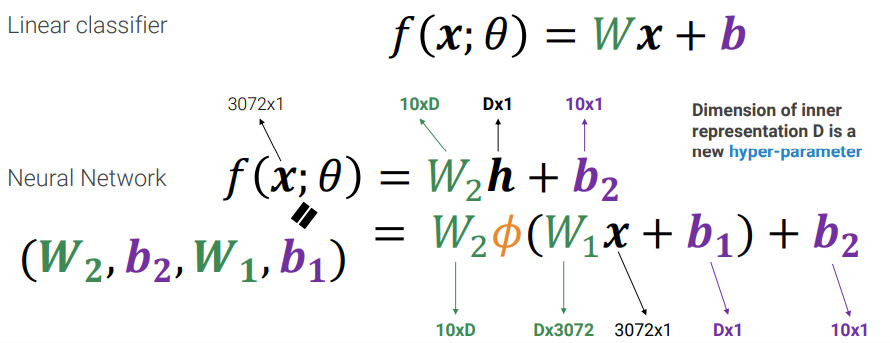 Linear classifier
f(x; θ) = Wx + b
3072x1 10xD Dx1 10x1
Dimension of inner
representation D is a
new hyper-parameter
Neural Network
f(x; θ) = W₂h + b₂
= W₂ϕ(W₁x + b₁) + b₂
=
(W₂, b₂, W₁, b₁)
10xD Dx3072 3072x1 Dx1 10x1